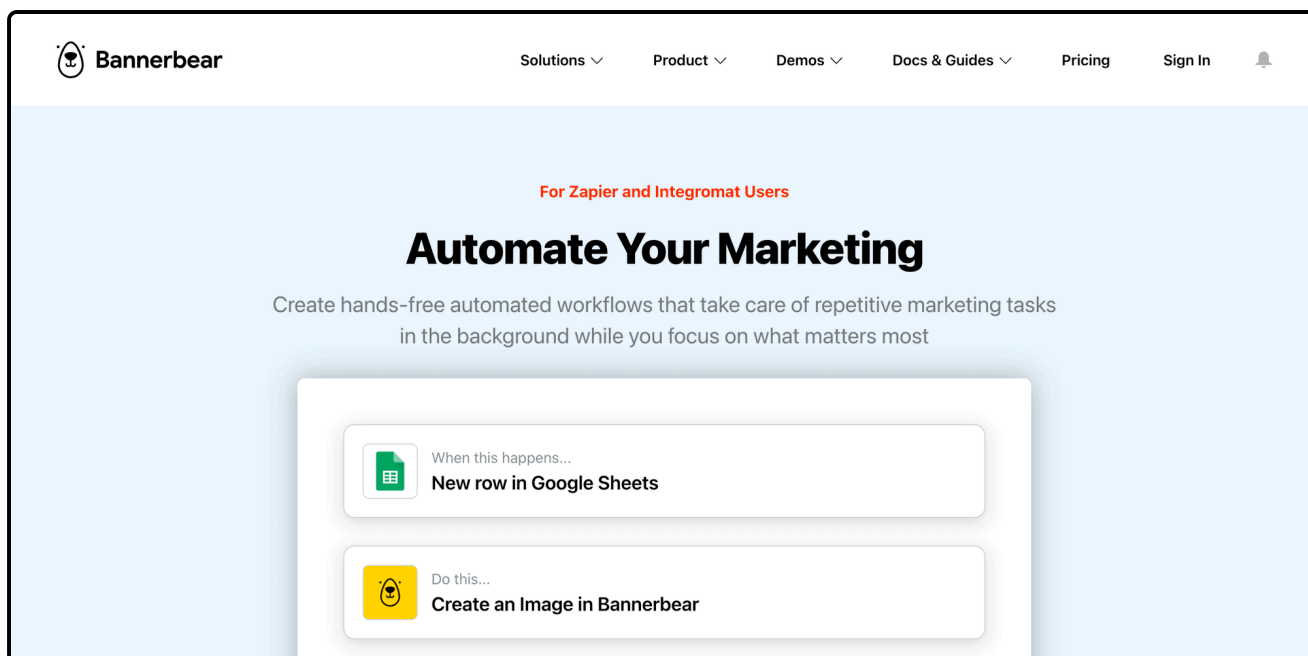 Bannerbear
Solutions
Product
Demos
Docs & Guides
Pricing
Sign In
For Zapier and Integromat Users
Automate Your Marketing
Create hands-free automated workflows that take care of repetitive marketing tasks
in the background while you focus on what matters most
When this happens...
New row in Google Sheets
Do this...
Create an Image in Bannerbear